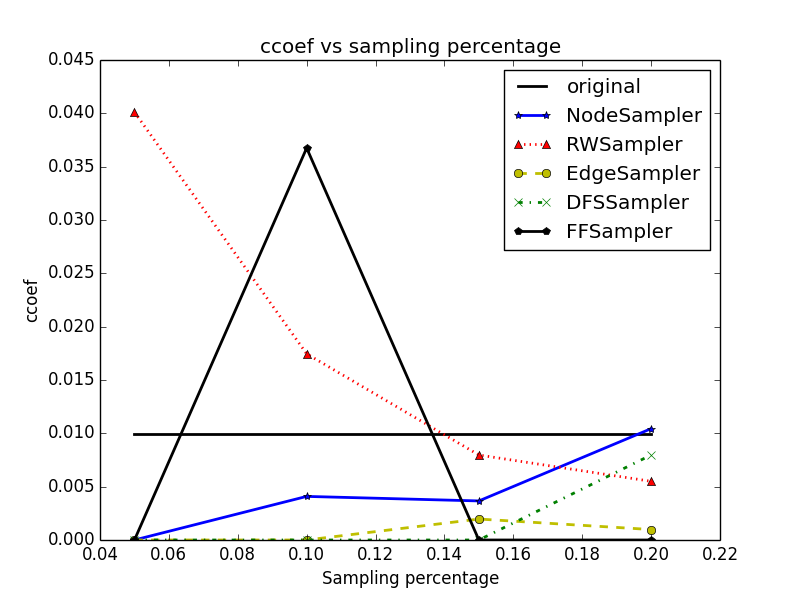 ccoef vs sampling percentage
0.045
0.040
0.035
0.030
0.025
0.020
0.015
0.010
0.005
0.000
ccoef
original
NodeSampler
RWSampler
EdgeSampler
DFSSampler
FFSampler
0.04 0.06 0.08 0.10 0.12 0.14 0.16 0.18 0.20 0.22
Sampling percentage